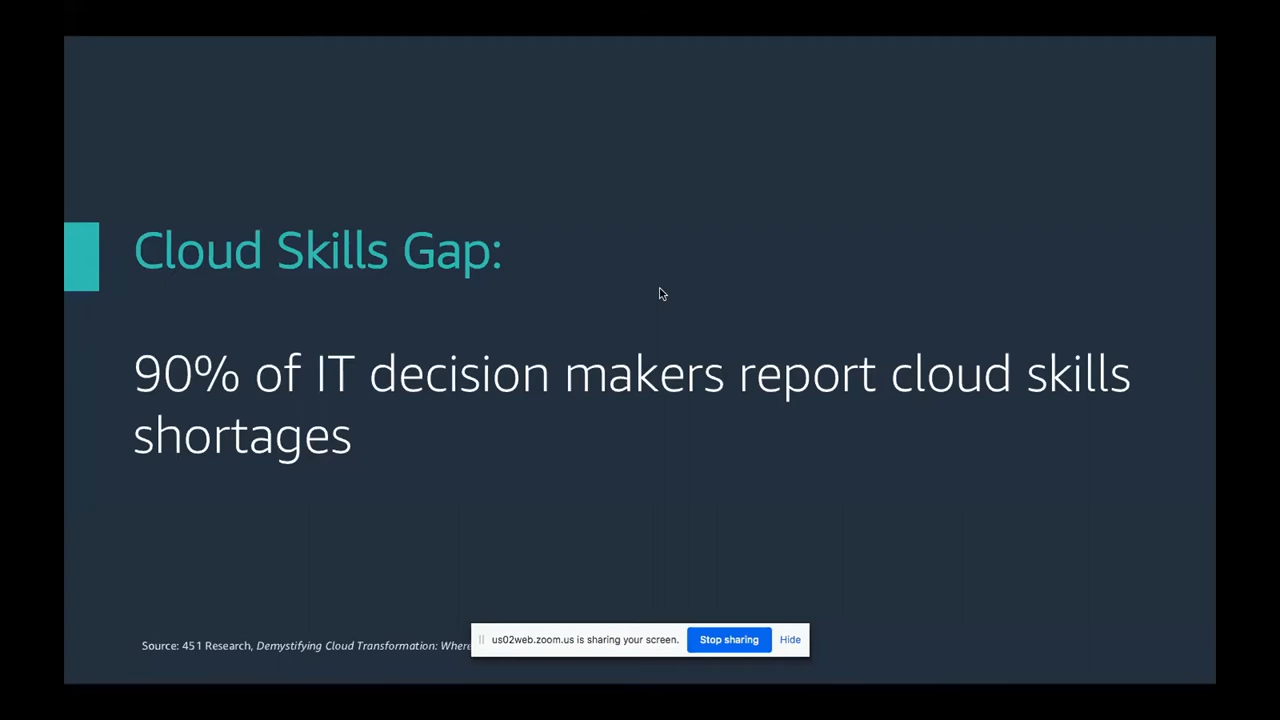 Cloud Skills Gap:
90% of IT decision makers report cloud skills
shortages
Source: 451 Research, Demystifying Cloud Transformation: Where
us02web.zoom.us is sharing your screen. Stop sharing Hide